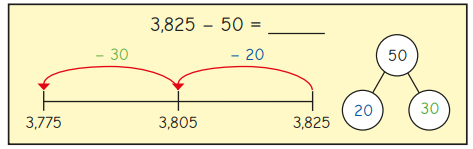 3,825 – 50 = ______
– 30 – 20
50
20 30
3,775 3,805 3,825